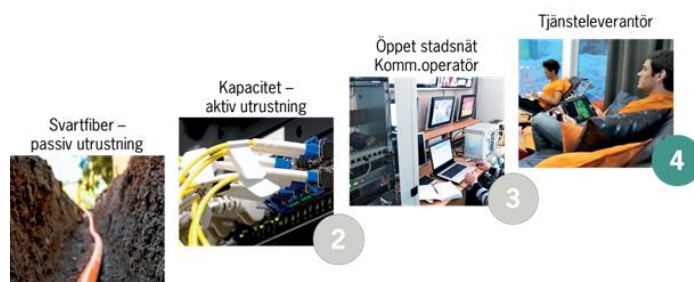 Svartfiber –
passiv utrustning
Kapacitet –
aktiv utrustning
2
Öppet stadsnät
Komm.operatör
3
Tjänsteleverantör
4